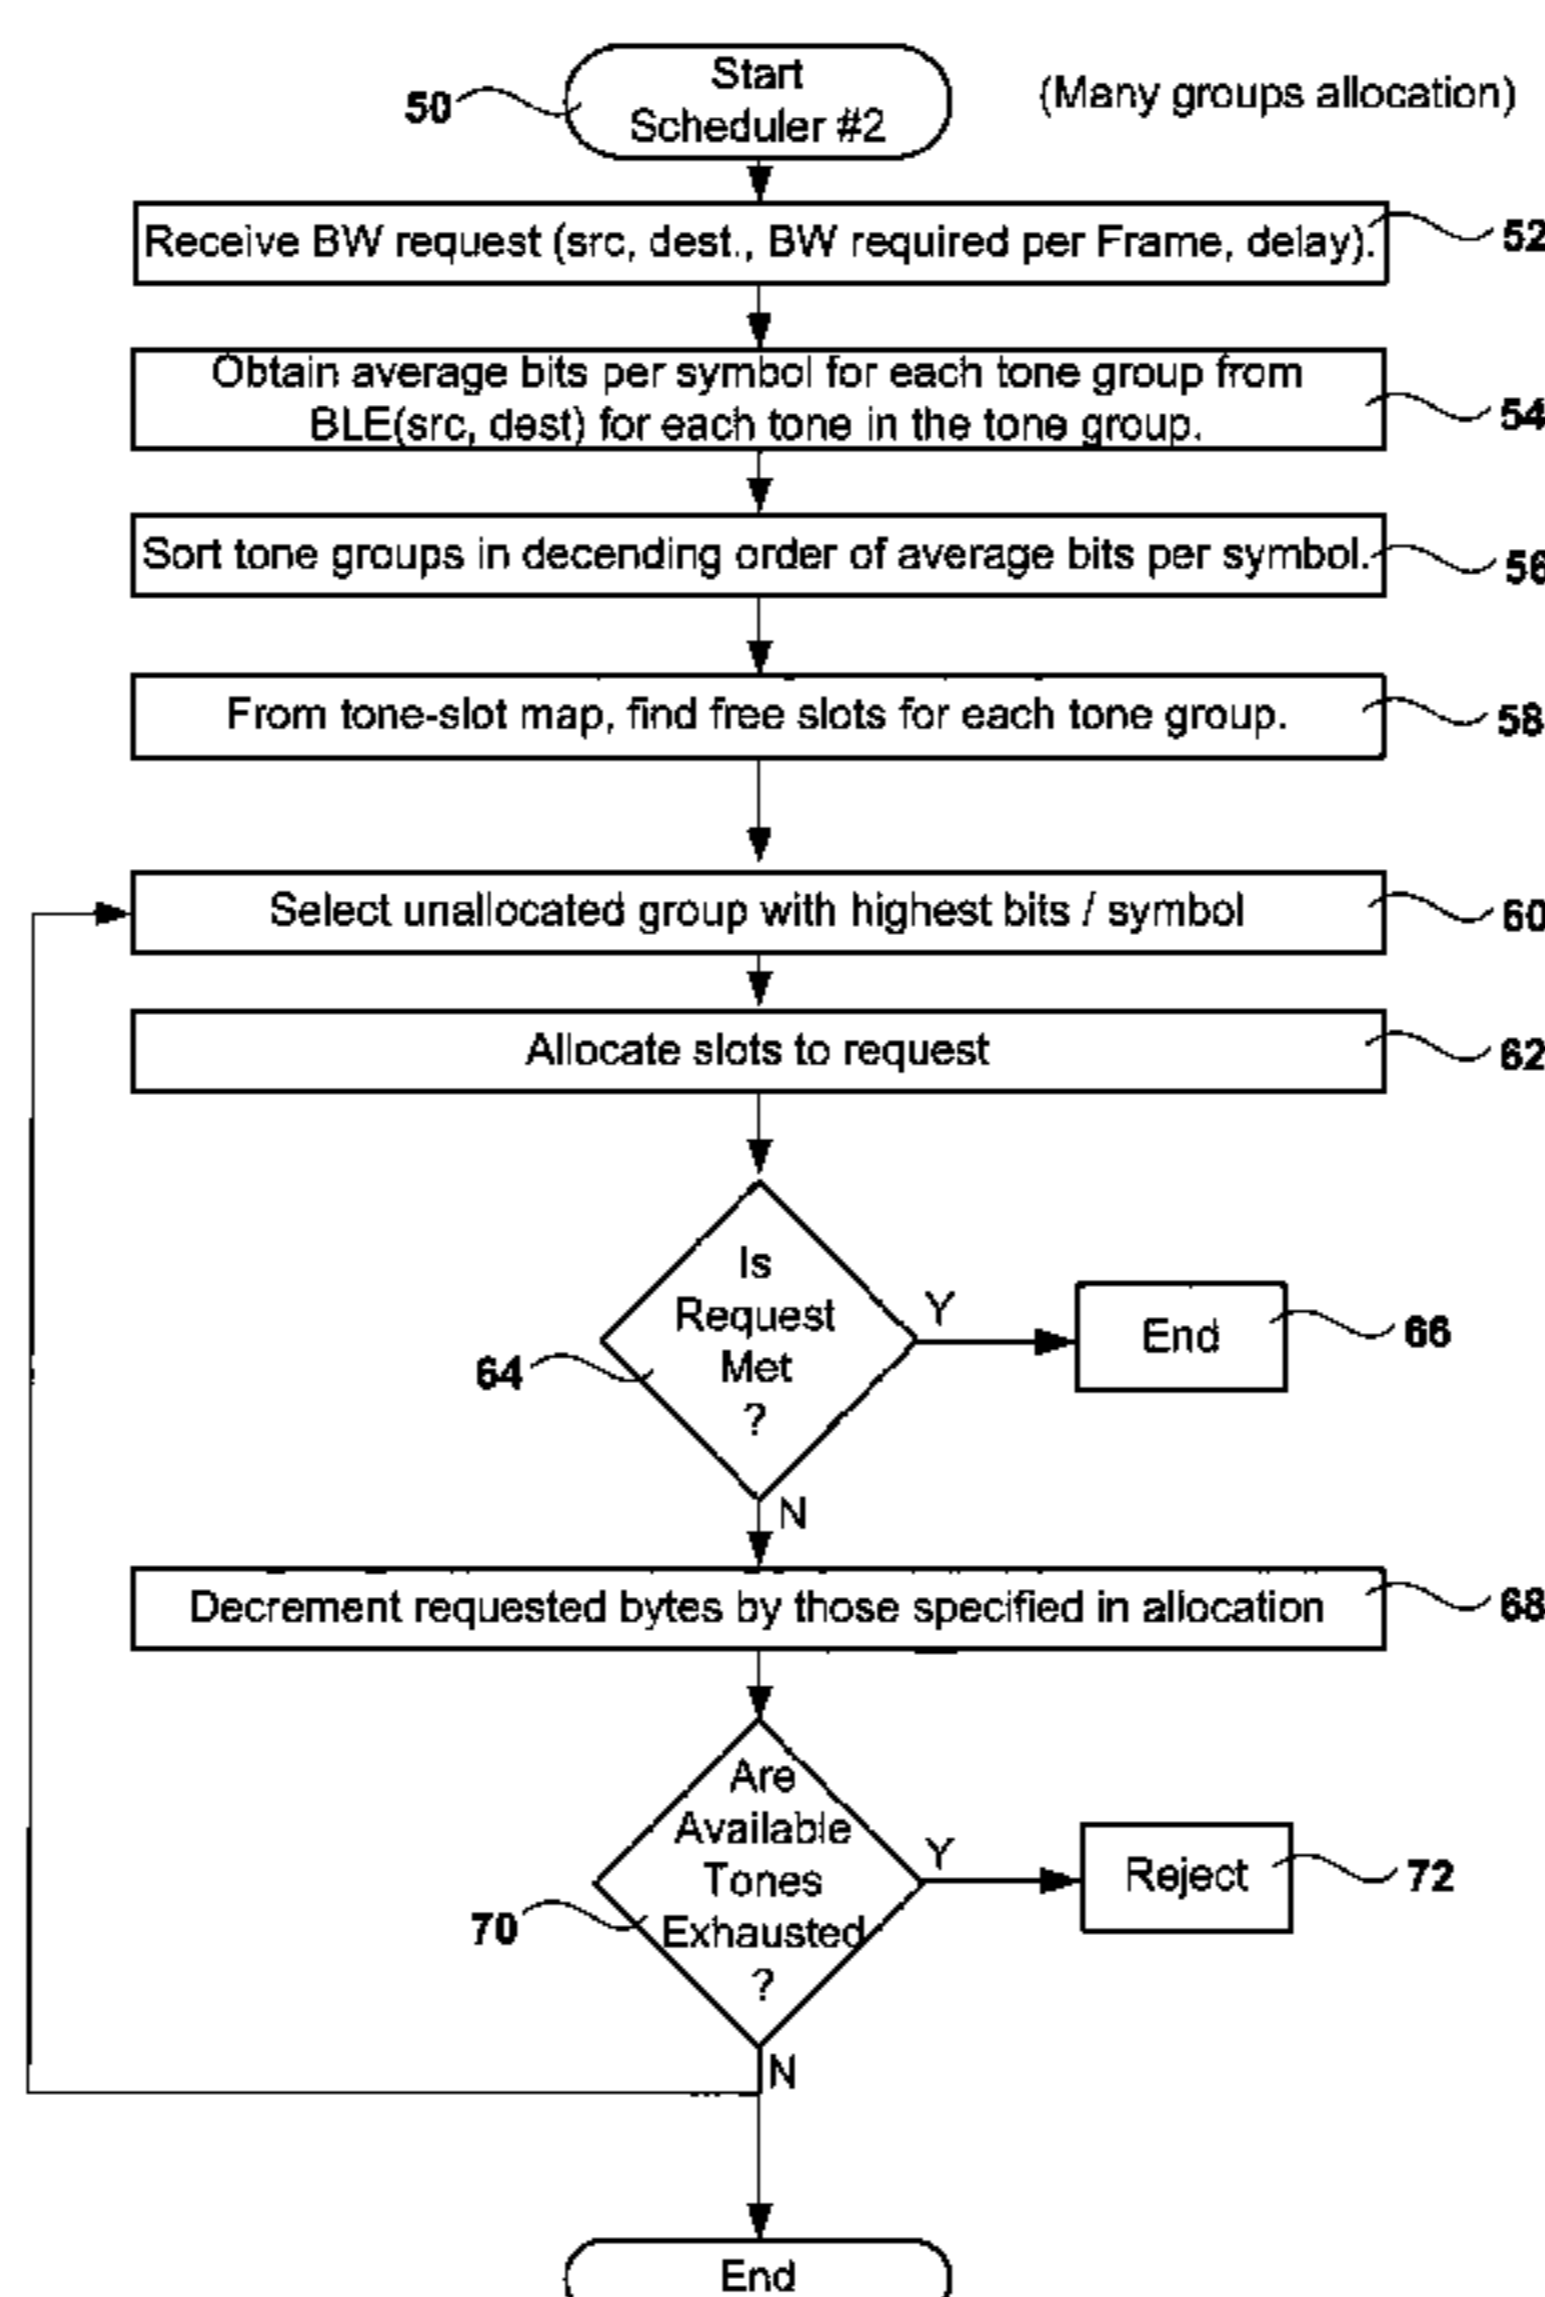 Start
Scheduler #2
50
(Many groups allocation)
Receive BW request (src, dest., BW required per Frame, delay).
52
Obtain average bits per symbol for each tone group from
BLE(src, dest) for each tone in the tone group.
54
Sort tone groups in decending order of average bits per symbol.
56
From tone-slot map, find free slots for each tone group.
58
Select unallocated group with highest bits / symbol
60
Allocate slots to request
62
Is
Request
Met
?
64
Y
End
66
N
Decrement requested bytes by those specified in allocation
68
Are
Available
Tones
Exhausted
?
70
Y
Reject
72
N
End